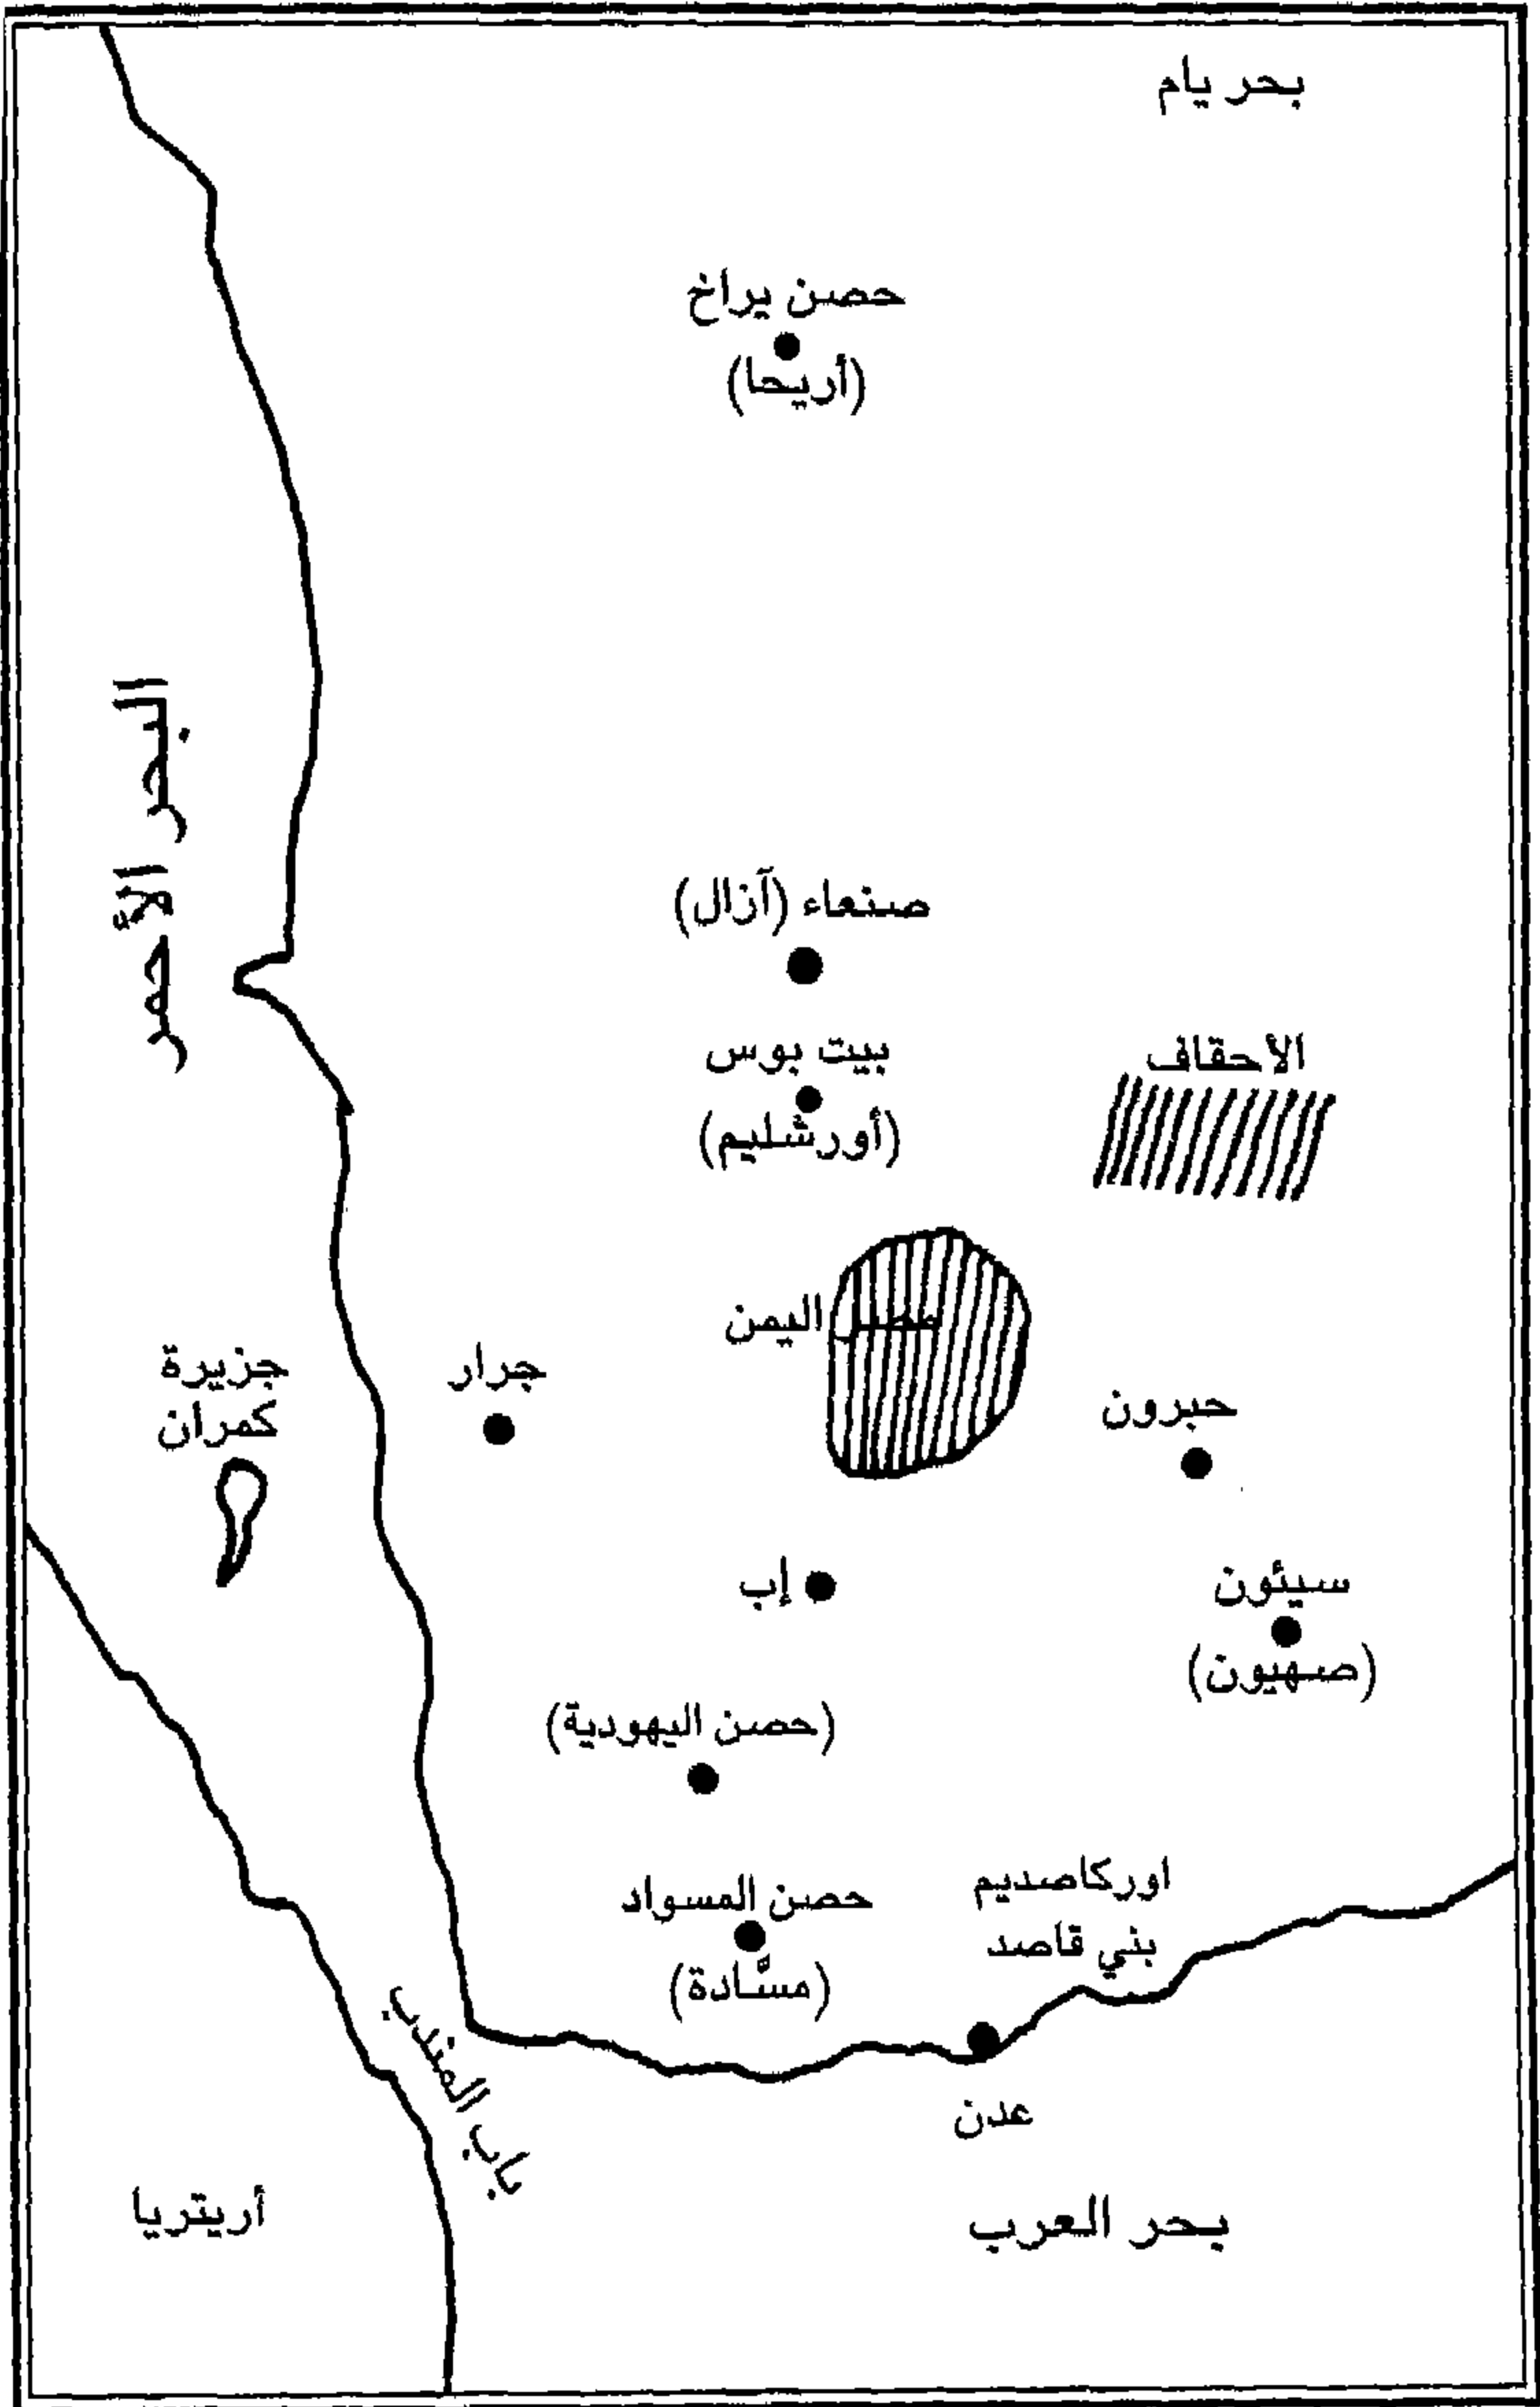 بحر يام
حصن يراخ
(أريحا)
البحر الأحمر
صنعاء (آزال)
بيت بوس
(أورشليم)
الأحقاف
مصر اليمن
جزيرة
كمران
جرار
حبرون
إب
سيئون
(صهيون)
(حصن اليهودية)
حصن المسواد
(مسَّادة)
اوركاصديم
بني قاصد
باب المندب
عدن
أريتريا
بحر العرب